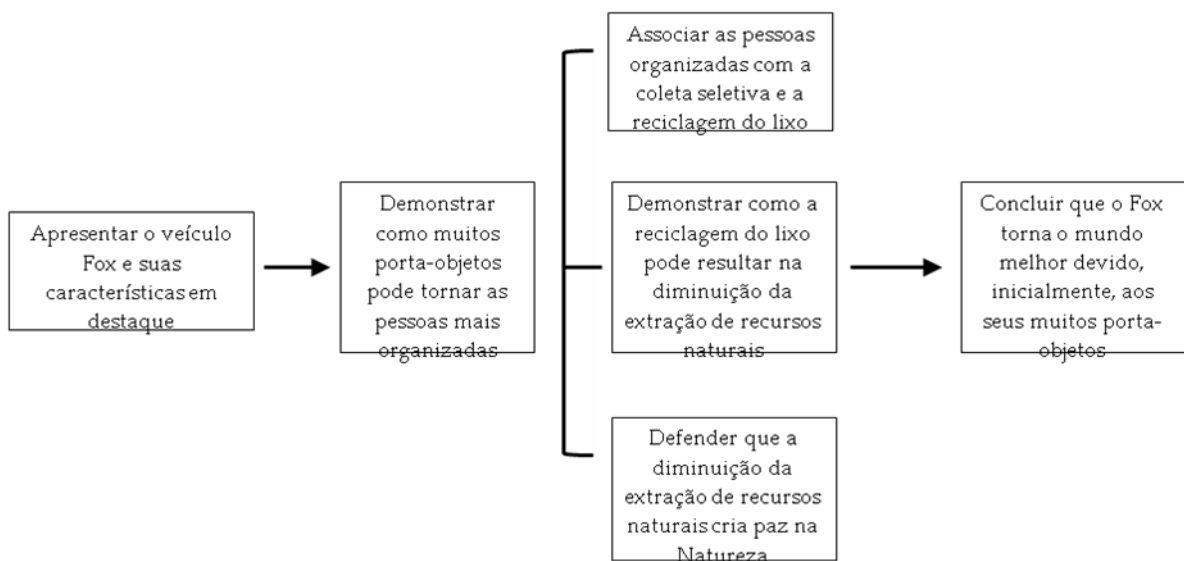 Apresentar o veículo
Fox e suas
características em
destaque
Demonstrar
como muitos
porta-objetos
pode tornar as
pessoas mais
organizadas
Associar as pessoas
organizadas com a
coleta seletiva e a
reciclagem do lixo
Demonstrar como a
reciclagem do lixo
pode resultar na
diminuição da
extração de recursos
naturais
Defender que a
diminuição da
extração de recursos
naturais cria paz na
Natureza
Concluir que o Fox
torna o mundo
melhor devido,
inicialmente, aos
seus muitos porta-
objetos